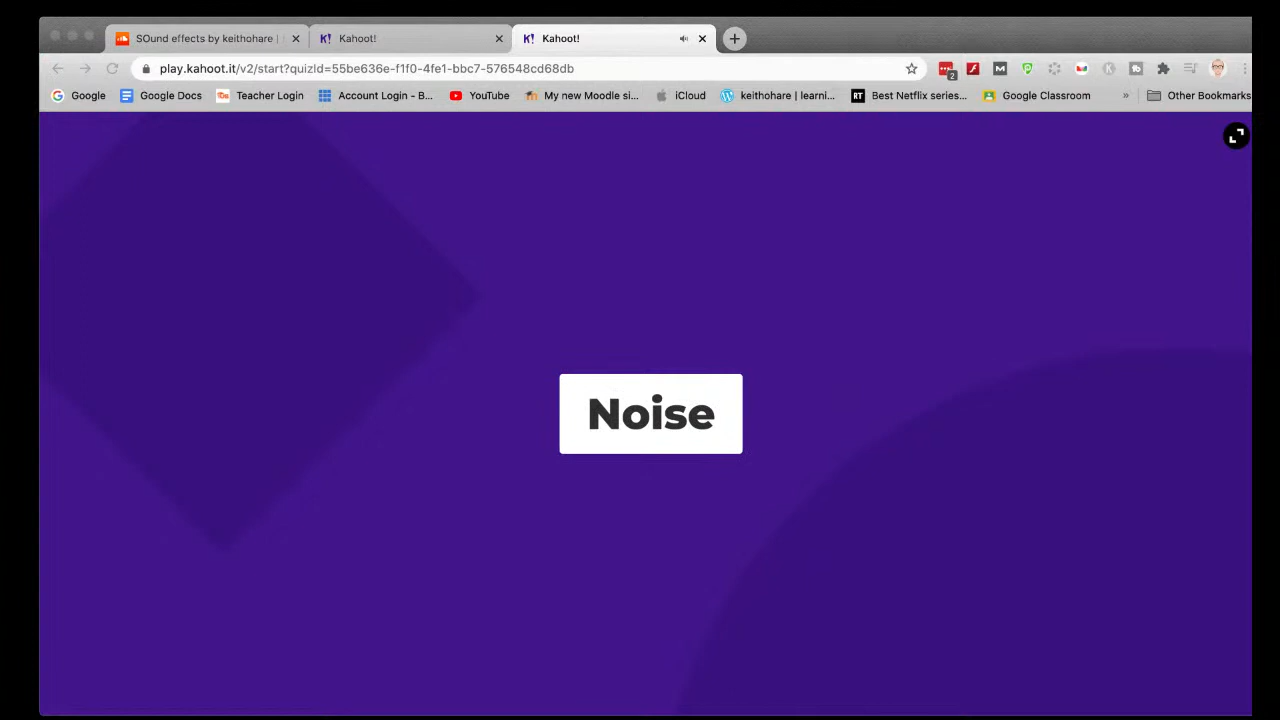 SOund effects by keithohare |
Kahoot!
Kahoot!
play.kahoot.it/v2/start?quizId=55be636e-f1f0-4fe1-bbc7-576548cd68db
2
Google
Google Docs
Teacher Login
Account Login - B...
YouTube
My new Moodle si...
iCloud
keithohare | learni...
RT
Best Netflix series...
Google Classroom
»
Other Bookmarks
Noise